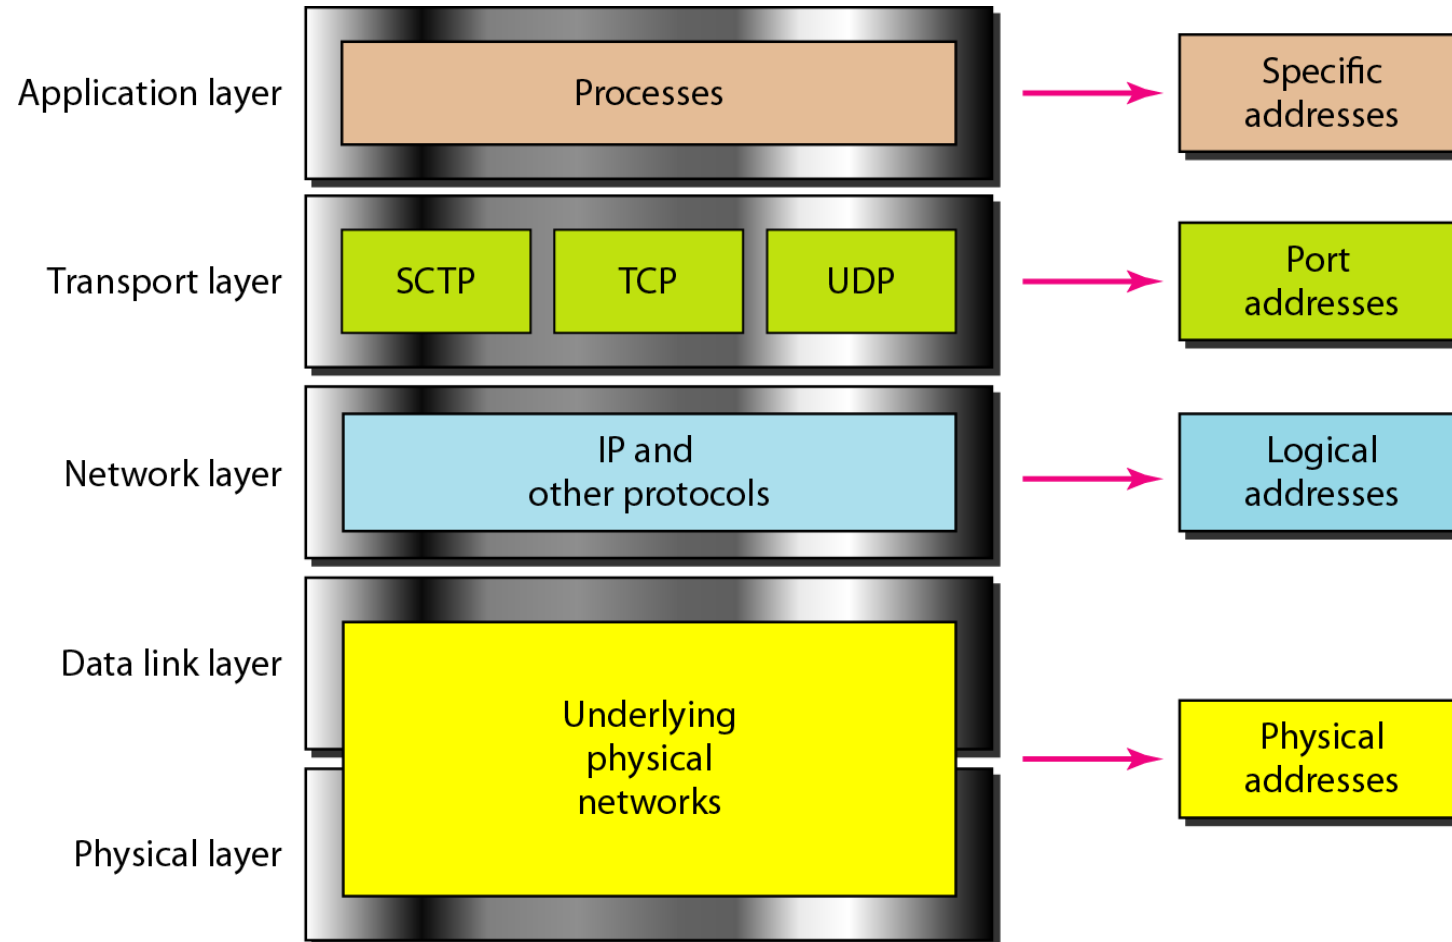 Application layer
Processes
Specific
addresses
Transport layer
SCTP
TCP
UDP
Port
addresses
Network layer
IP and
other protocols
Logical
addresses
Data link layer
Underlying
physical
networks
Physical
addresses
Physical layer